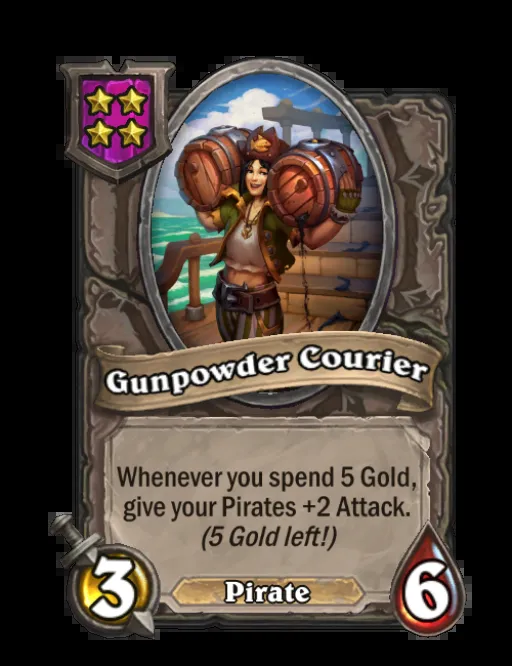 Gunpowder Courier
Whenever you spend 5 Gold,
give your Pirates +2 Attack.
(5 Gold left!)
3
Pirate
6